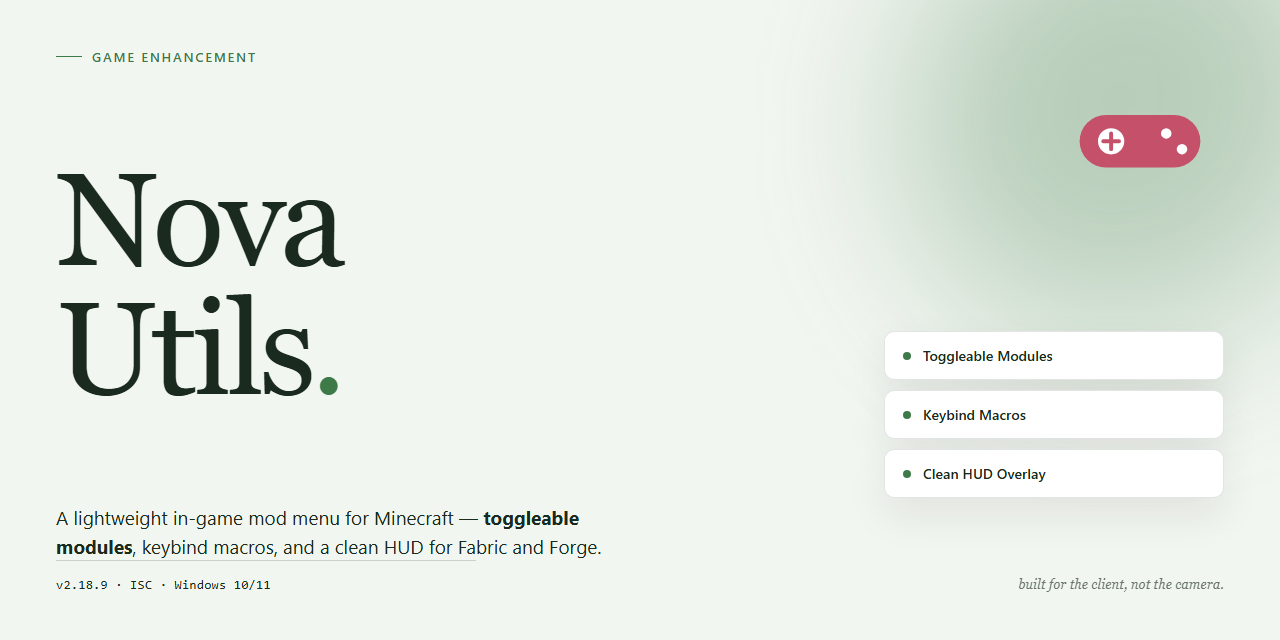 GAME ENHANCEMENT
Nova
Utils.
Toggleable Modules
Keybind Macros
Clean HUD Overlay
A lightweight in-game mod menu for Minecraft — toggleable
modules, keybind macros, and a clean HUD for Fabric and Forge.
v2.18.9 · ISC · Windows 10/11
built for the client, not the camera.